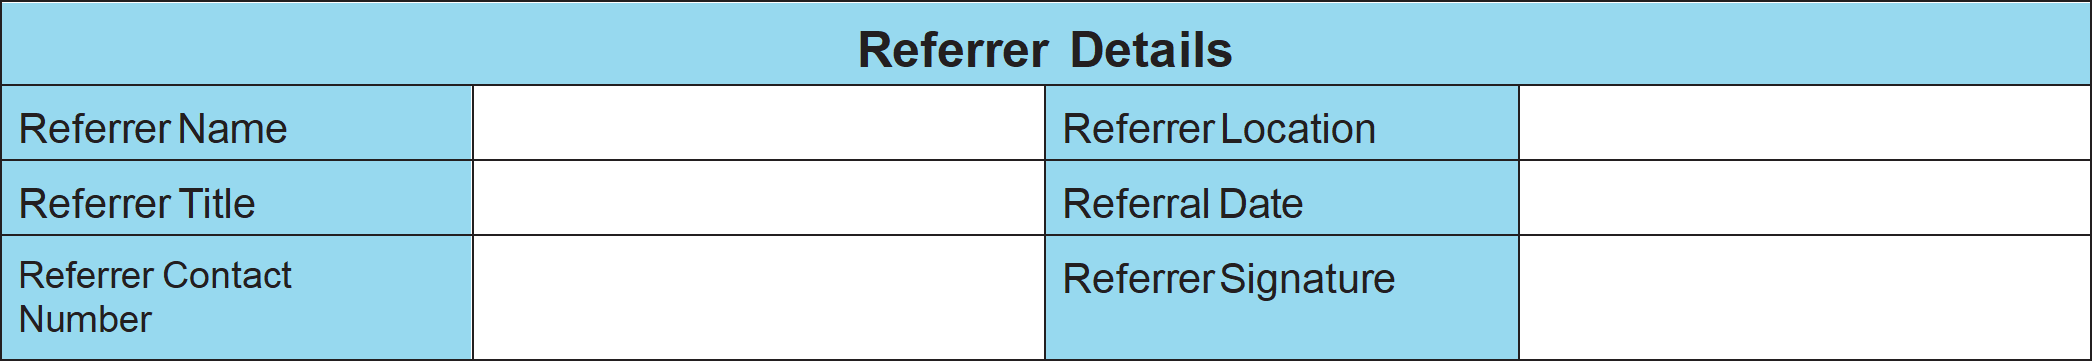 Referrer Details
Referrer Name
Referrer Location
Referrer Title
Referral Date
Referrer Contact
Number
Referrer Signature